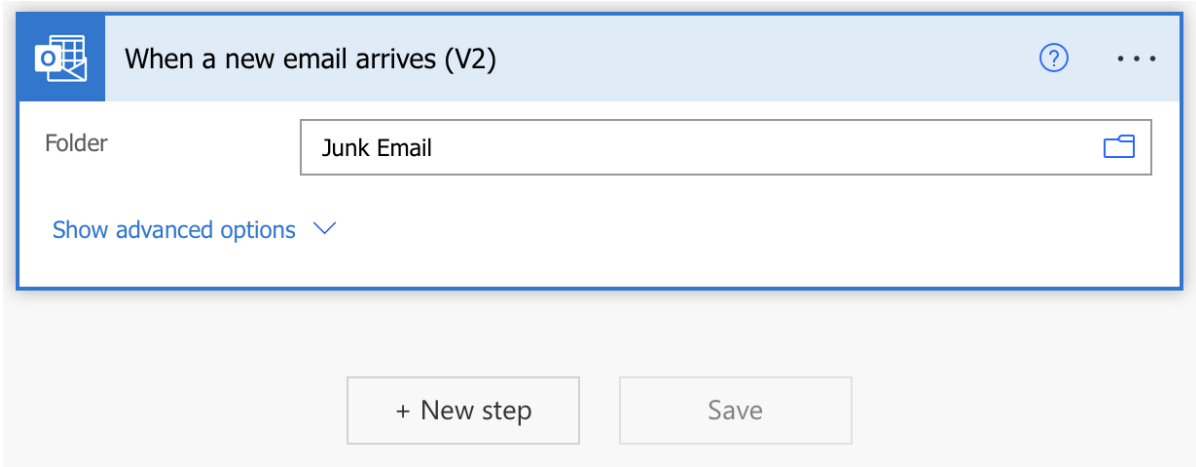 When a new email arrives (V2)
?
...
Folder
Junk Email
Show advanced options
+ New step
Save